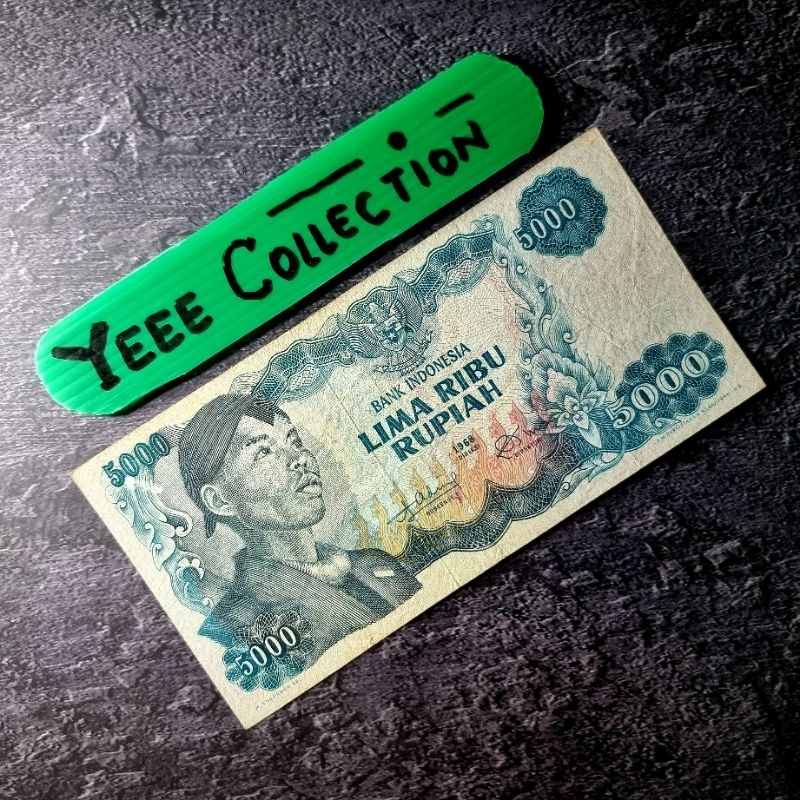 YEEE COLLECTION
5000
BANK INDONESIA
LIMA RIBU
RUPIAH
1968
5000
5000
5000